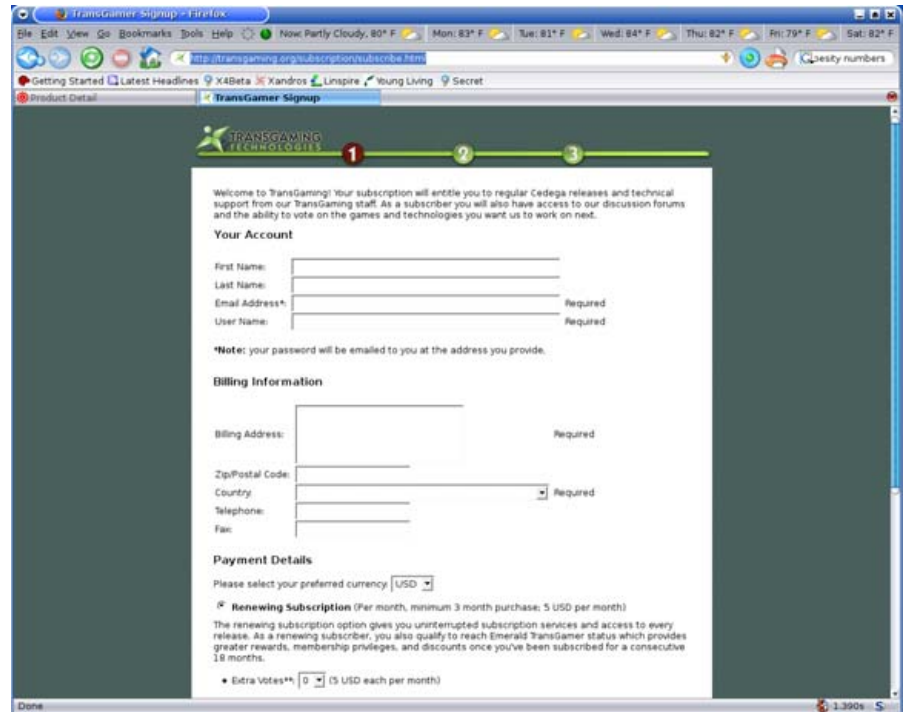 TransGamer Signup - Firefox
File Edit View Go Bookmarks Tools Help Now: Partly Cloudy, 80° F Mon: 83° F Tue: 81° F Wed: 84° F Thu: 82° F Fri: 79° F Sat: 82° F
http://transgaming.org/subscription/subscribe.html numbers
Getting Started Latest Headlines X4Beta Xandros Linspire Young Living Secret
Product Detail TransGamer Signup
TRANSGAMING
TECHNOLOGIES
1 2 3
Welcome to TransGaming! Your subscription will entitle you to regular Cedega releases and technical
support from our TransGaming staff. As a subscriber you will also have access to our discussion forums
and the ability to vote on the games and technologies you want us to work on next.
Your Account
First Name:
Last Name:
Email Address*: Required
User Name: Required
*Note: your password will be emailed to you at the address you provide.
Billing Information
Billing Address: Required
Zip/Postal Code:
Country: Required
Telephone:
Fax:
Payment Details
Please select your preferred currency: USD
Renewing Subscription (Per month, minimum 3 month purchase; 5 USD per month)
The renewing subscription option gives you uninterrupted subscription services and access to every
release. As a renewing subscriber, you also qualify to reach Emerald TransGamer status which provides
greater rewards, membership privileges, and discounts once you've been subscribed for a consecutive
18 months.
• Extra Votes**: 0 (5 USD each per month)
Done 1.390s S